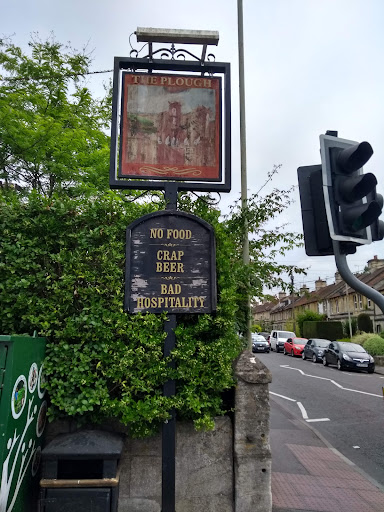 THE PLOUGH
NO FOOD
CRAP
BEER
BAD
HOSPITALITY